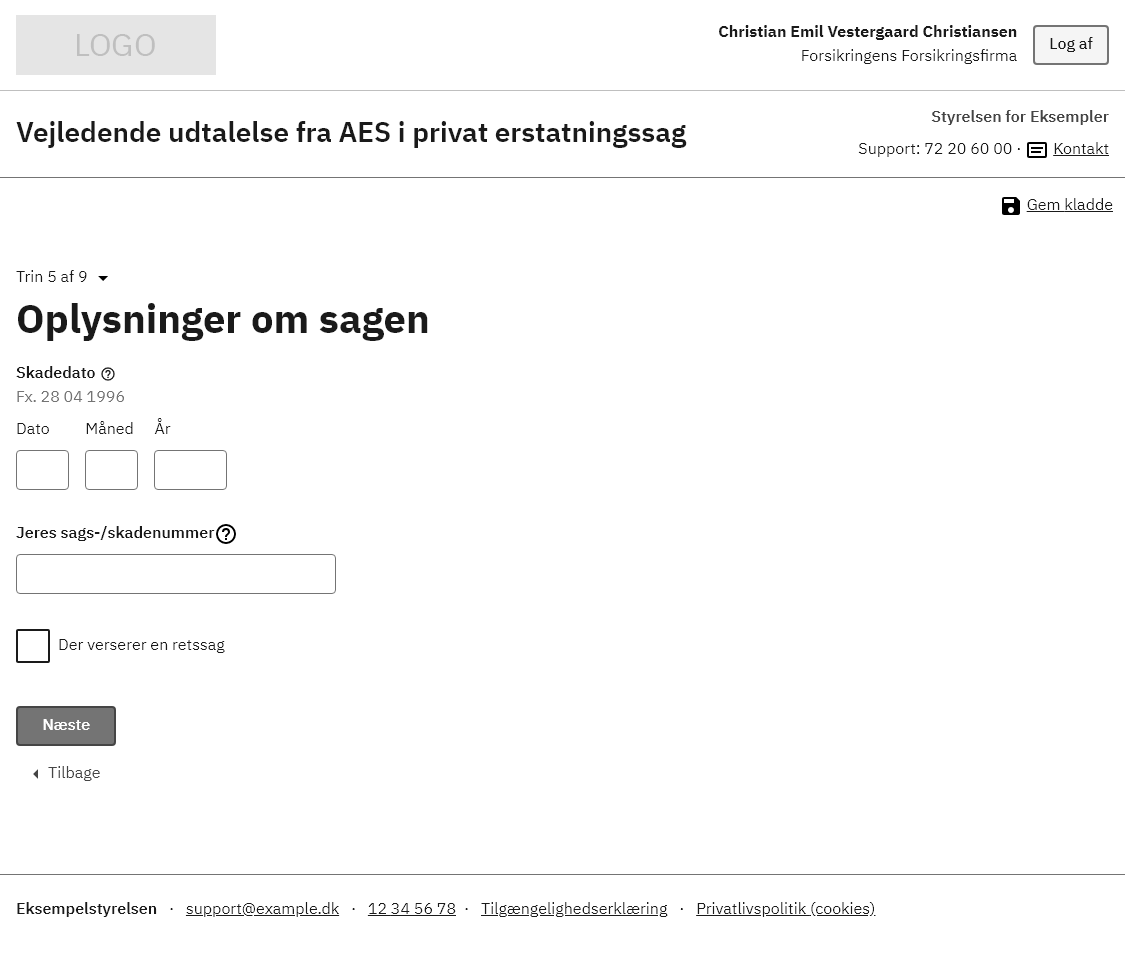 LOGO
Christian Emil Vestergaard Christiansen
Forsikringens Forsikringsfirma
Log af
Vejledende udtalelse fra AES i privat erstatningssag
Styrelsen for Eksempler
Support: 72 20 60 00 · Kontakt
Gem kladde
Trin 5 af 9
Oplysninger om sagen
Skadedato
Fx. 28 04 1996
Dato Måned År
Jeres sags-/skadenummer
Der verserer en retssag
Næste
Tilbage
Eksempelstyrelsen · support@example.dk · 12 34 56 78 · Tilgængelighedserklæring · Privatlivspolitik (cookies)